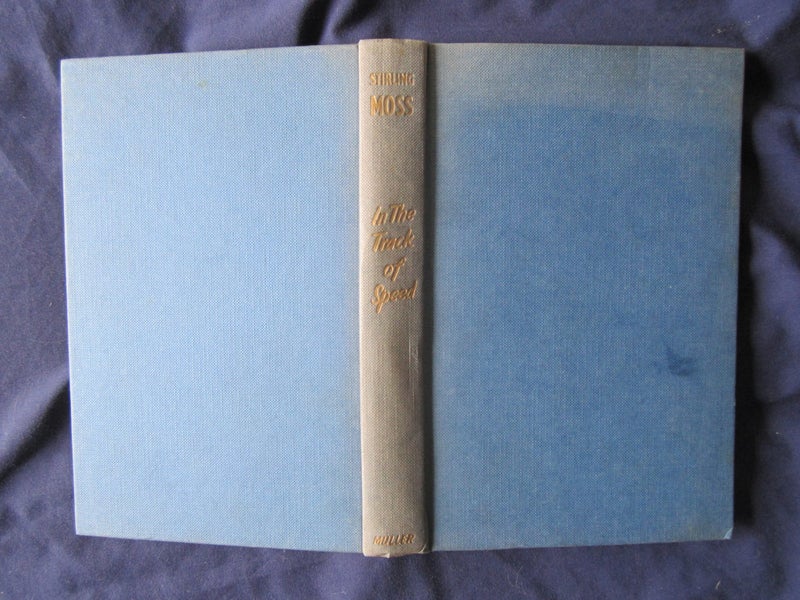 STIRLING
MOSS
In The
Track
of
Speed
MULLER